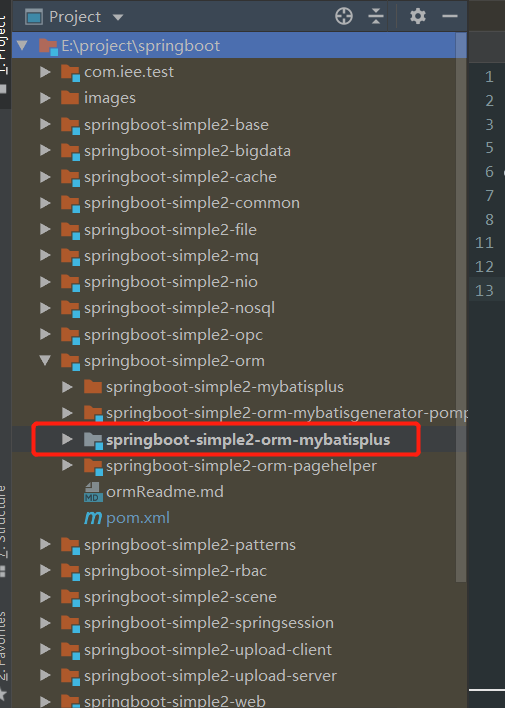 Project
E:\project\springboot
com.iee.test
images
springboot-simple2-base
springboot-simple2-bigdata
springboot-simple2-cache
springboot-simple2-common
springboot-simple2-file
springboot-simple2-mq
springboot-simple2-nio
springboot-simple2-nosql
springboot-simple2-opc
springboot-simple2-orm
springboot-simple2-mybatisplus
springboot-simple2-orm-mybatisgenerator-pomp
springboot-simple2-orm-mybatisplus
springboot-simple2-orm-pagehelper
MD ormReadme.md
m pom.xml
springboot-simple2-patterns
springboot-simple2-rbac
springboot-simple2-scene
springboot-simple2-springsession
springboot-simple2-upload-client
springboot-simple2-upload-server
springboot-simple2-web
1: Project
7: Structure
2: Favorites
1
2
3
5
6
7
8
11
12
13